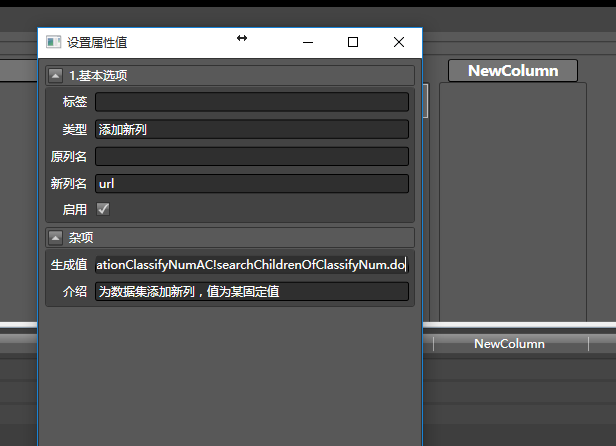 设置属性值
NewColumn
1.基本选项
标签
类型 添加新列
原列名
新列名 url
启用
杂项
生成值 ationClassifyNumAC!searchChildrenOfClassifyNum.do
介绍 为数据集添加新列，值为某固定值
NewColumn